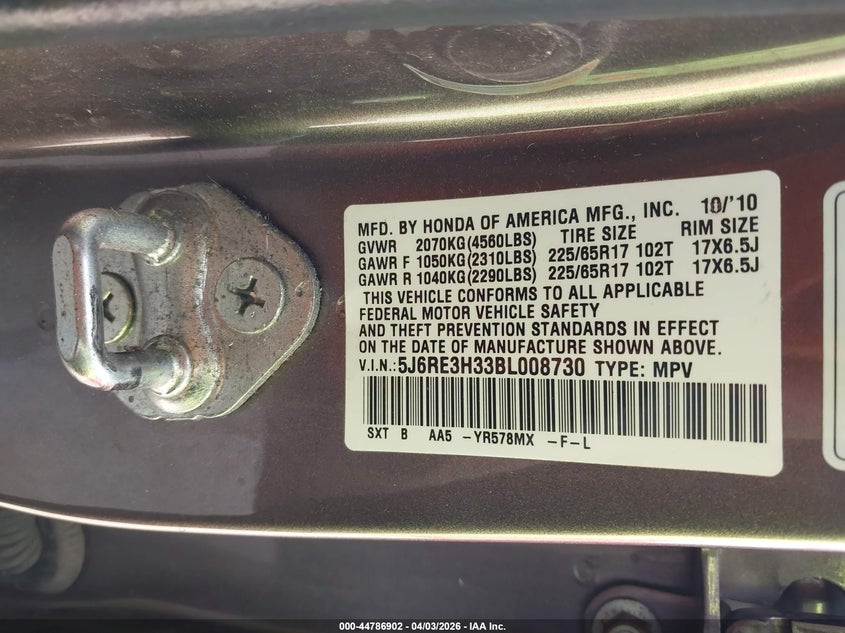 MFD. BY HONDA OF AMERICA MFG., INC. 10/'10
GVWR 2070KG(4560LBS) TIRE SIZE RIM SIZE
GAWR F 1050KG(2310LBS) 225/65R17 102T 17X6.5J
GAWR R 1040KG(2290LBS) 225/65R17 102T 17X6.5J
THIS VEHICLE CONFORMS TO ALL APPLICABLE
FEDERAL MOTOR VEHICLE SAFETY
AND THEFT PREVENTION STANDARDS IN EFFECT
ON THE DATE OF MANUFACTURE SHOWN ABOVE.
V.I.N.: 5J6RE3H33BL008730 TYPE: MPV
SXT B AA5 -YR578MX -F-L
000-44786902 - 04/03/2026 - IAA Inc.